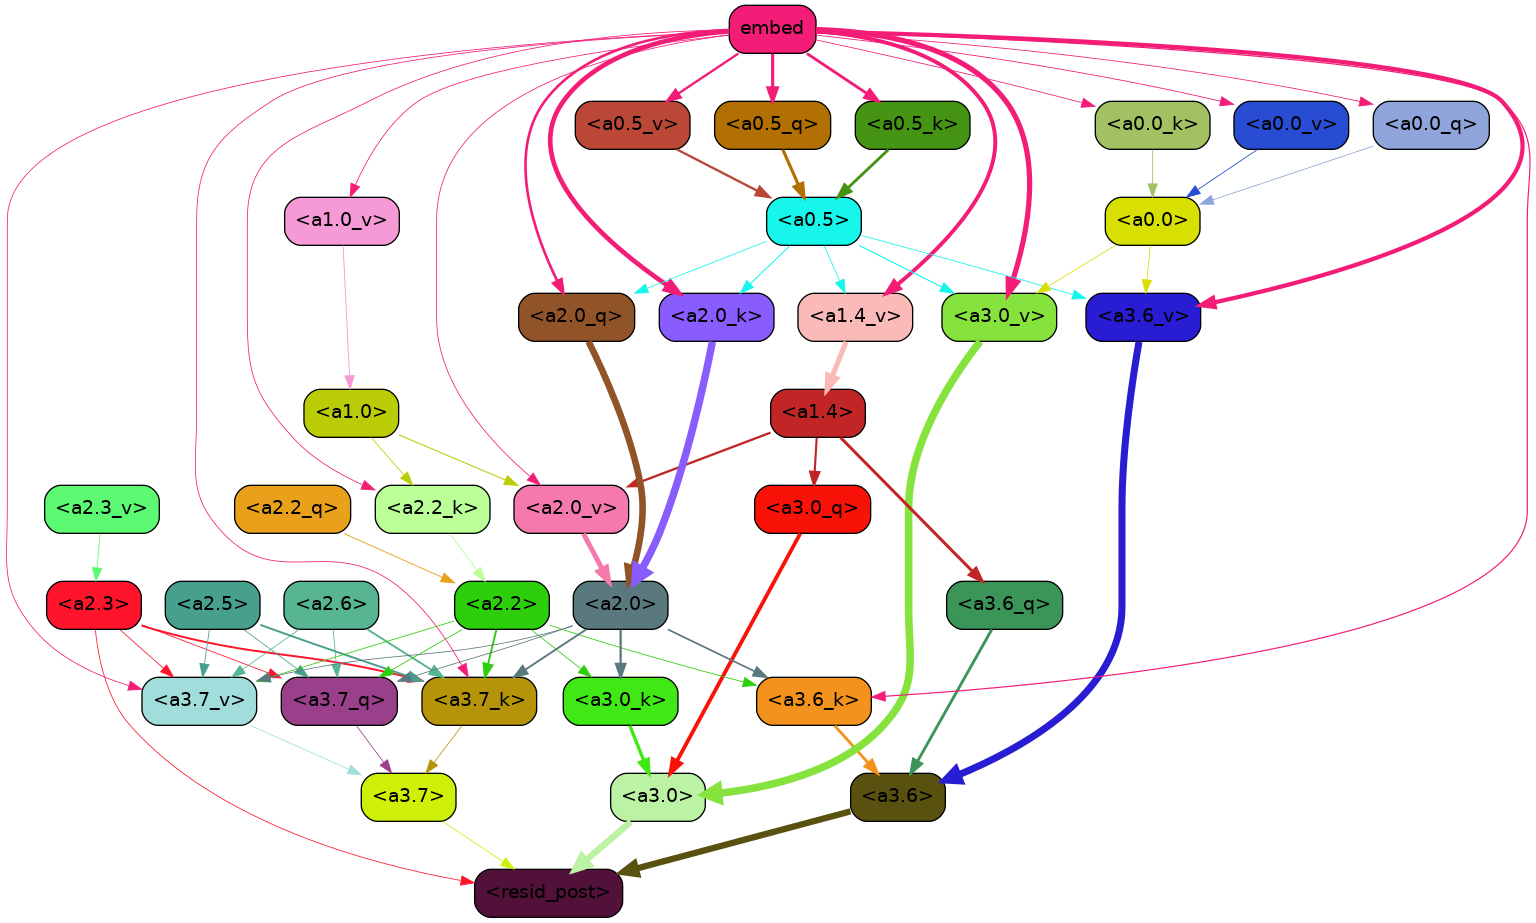 embed
<a0.5_v> <a0.5_q> <a0.5_k> <a0.0_k> <a0.0_v> <a0.0_q>
<a1.0_v> <a0.5> <a0.0>
<a2.0_q> <a2.0_k> <a1.4_v> <a3.0_v> <a3.6_v>
<a1.0> <a1.4>
<a2.3_v> <a2.2_q> <a2.2_k> <a2.0_v> <a3.0_q>
<a2.3> <a2.5> <a2.6> <a2.2> <a2.0> <a3.6_q>
<a3.7_v> <a3.7_q> <a3.7_k> <a3.0_k> <a3.6_k>
<a3.7> <a3.0> <a3.6>
<resid_post>